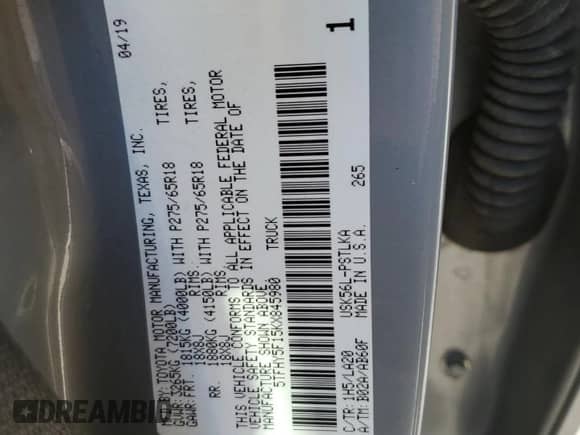 MFD. BY: TOYOTA MOTOR MANUFACTURING, TEXAS, INC. 04/19
GVWR: 3265KG (7200LB)
GAWR: FRT. 1815KG (4000LB) WITH P275/65R18 TIRES,
18X8J RIMS,
RR. 1880KG (4150LB) WITH P275/65R18 TIRES,
18X8J RIMS,
THIS VEHICLE CONFORMS TO ALL APPLICABLE FEDERAL MOTOR
VEHICLE SAFETY STANDARDS IN EFFECT ON THE DATE OF
MANUFACTURE SHOWN ABOVE.
5TFHY5F15KX845980 TRUCK
C/TR: 1H5/LA20 USK56L-PSTLKA 265
A/TM: B02A/AB60F MADE IN U.S.A.
1
DEALERS CLUB